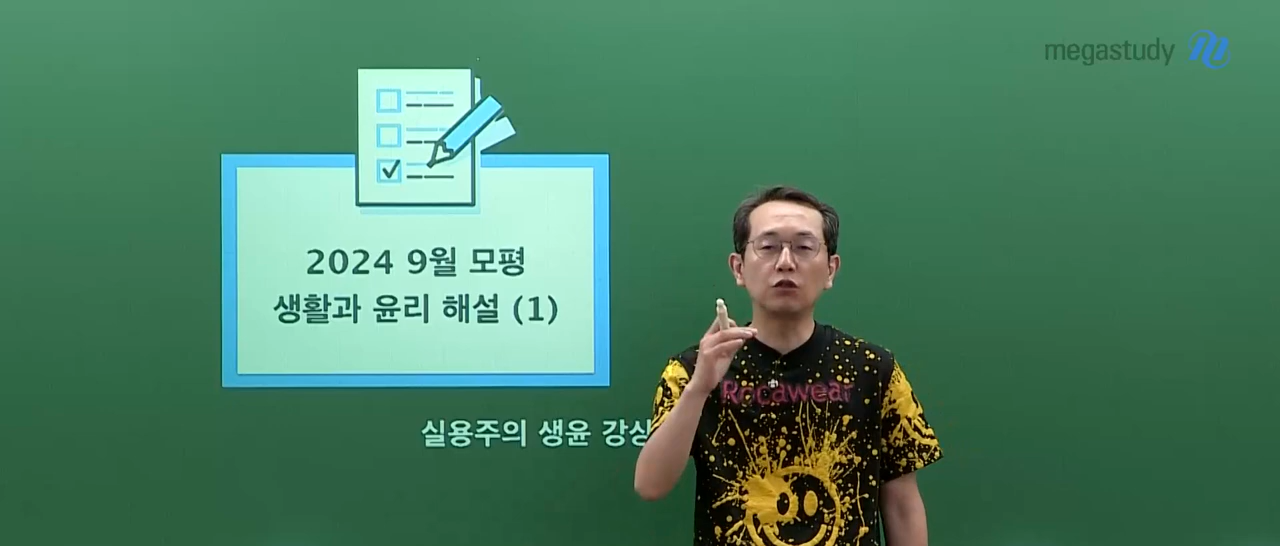 megastudy
2024 9월 모평
생활과 윤리 해설 (1)
실용주의 생윤 강상
Rocawear